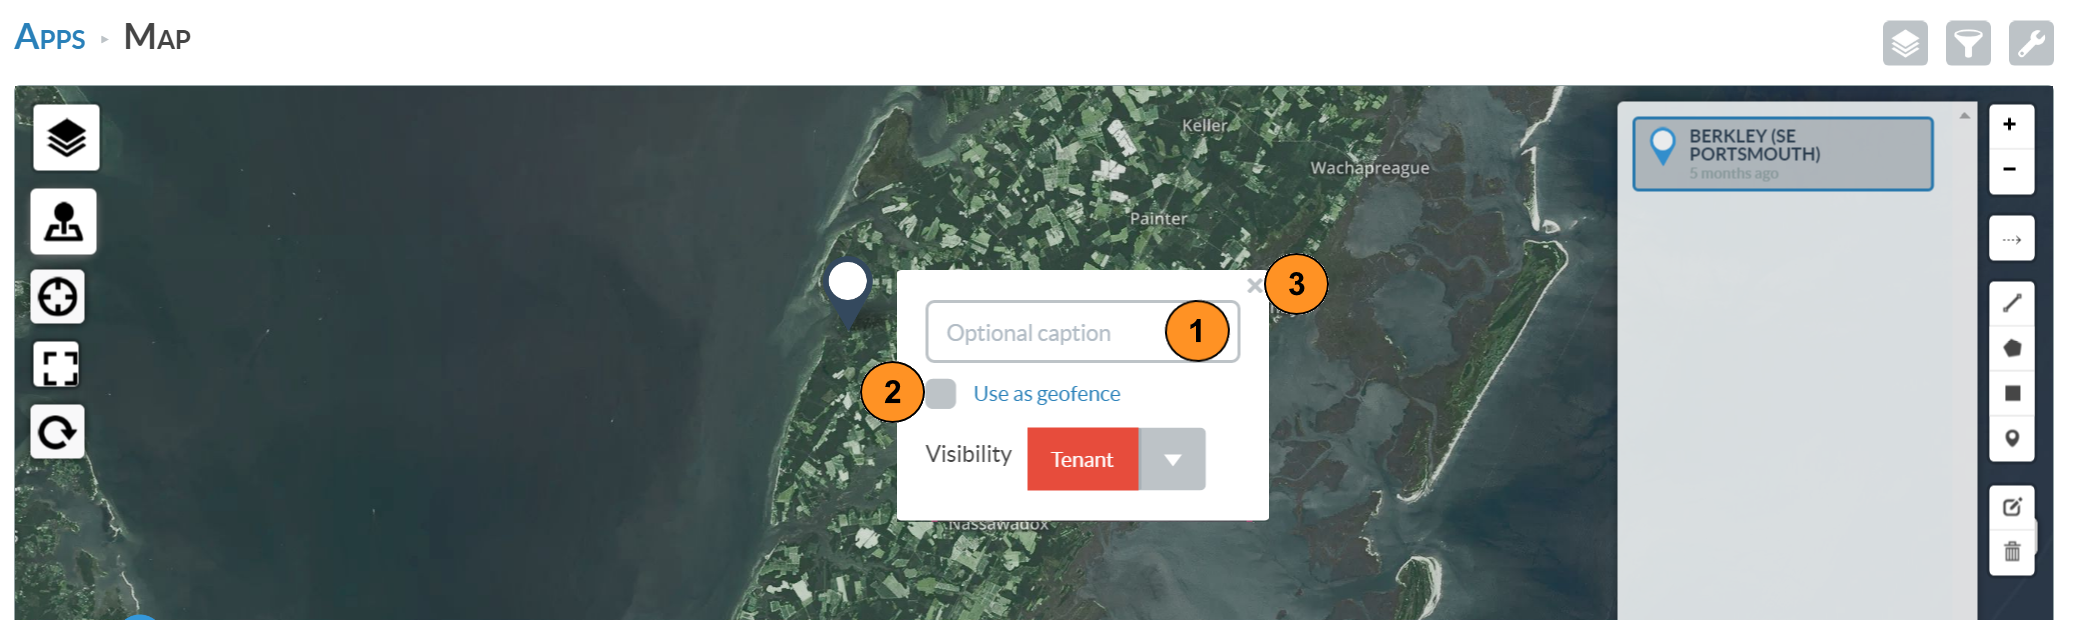 Apps ▸ Map
Keller
Wachapreague
Painter
BERKLEY (SE
PORTSMOUTH)
5 months ago
3
Optional caption 1
2 Use as geofence
Visibility Tenant
Nassawadox